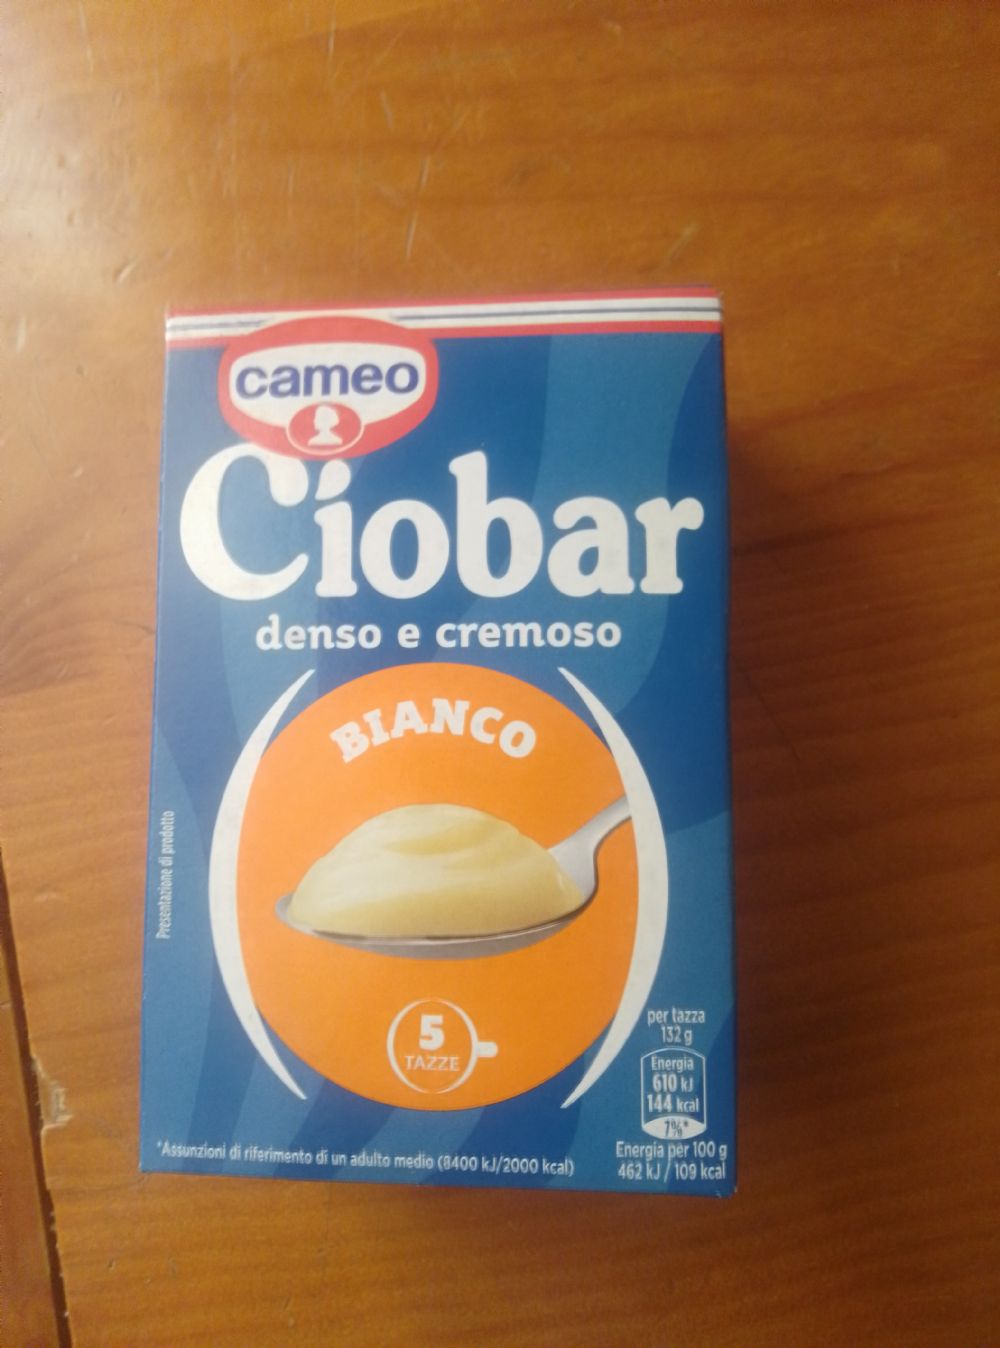 cameo
Ciobar
denso e cremoso
BIANCO
Presentazione di prodotto
5
TAZZE
per tazza
132 g
Energia
610 kJ
144 kcal
7%*
Energia per 100 g
462 kJ / 109 kcal
*Assunzioni di riferimento di un adulto medio (8400 kJ/2000 kcal)